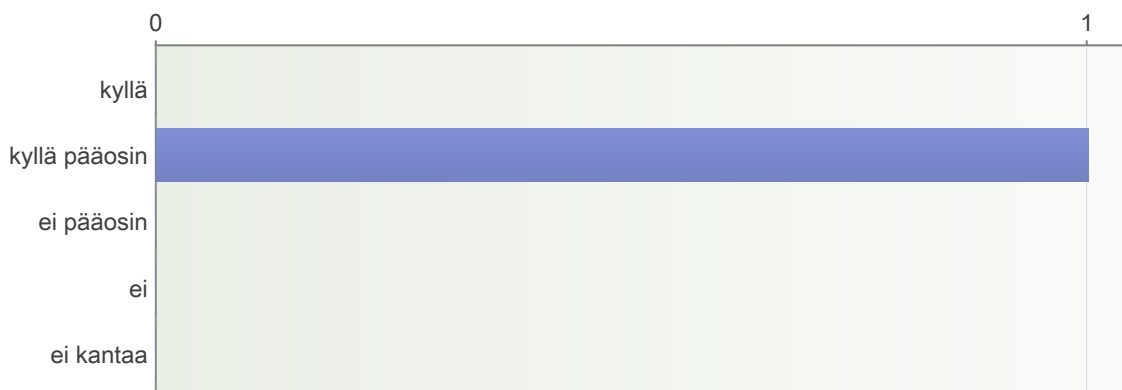 0 1
kyllä
kyllä pääosin
ei pääosin
ei
ei kantaa